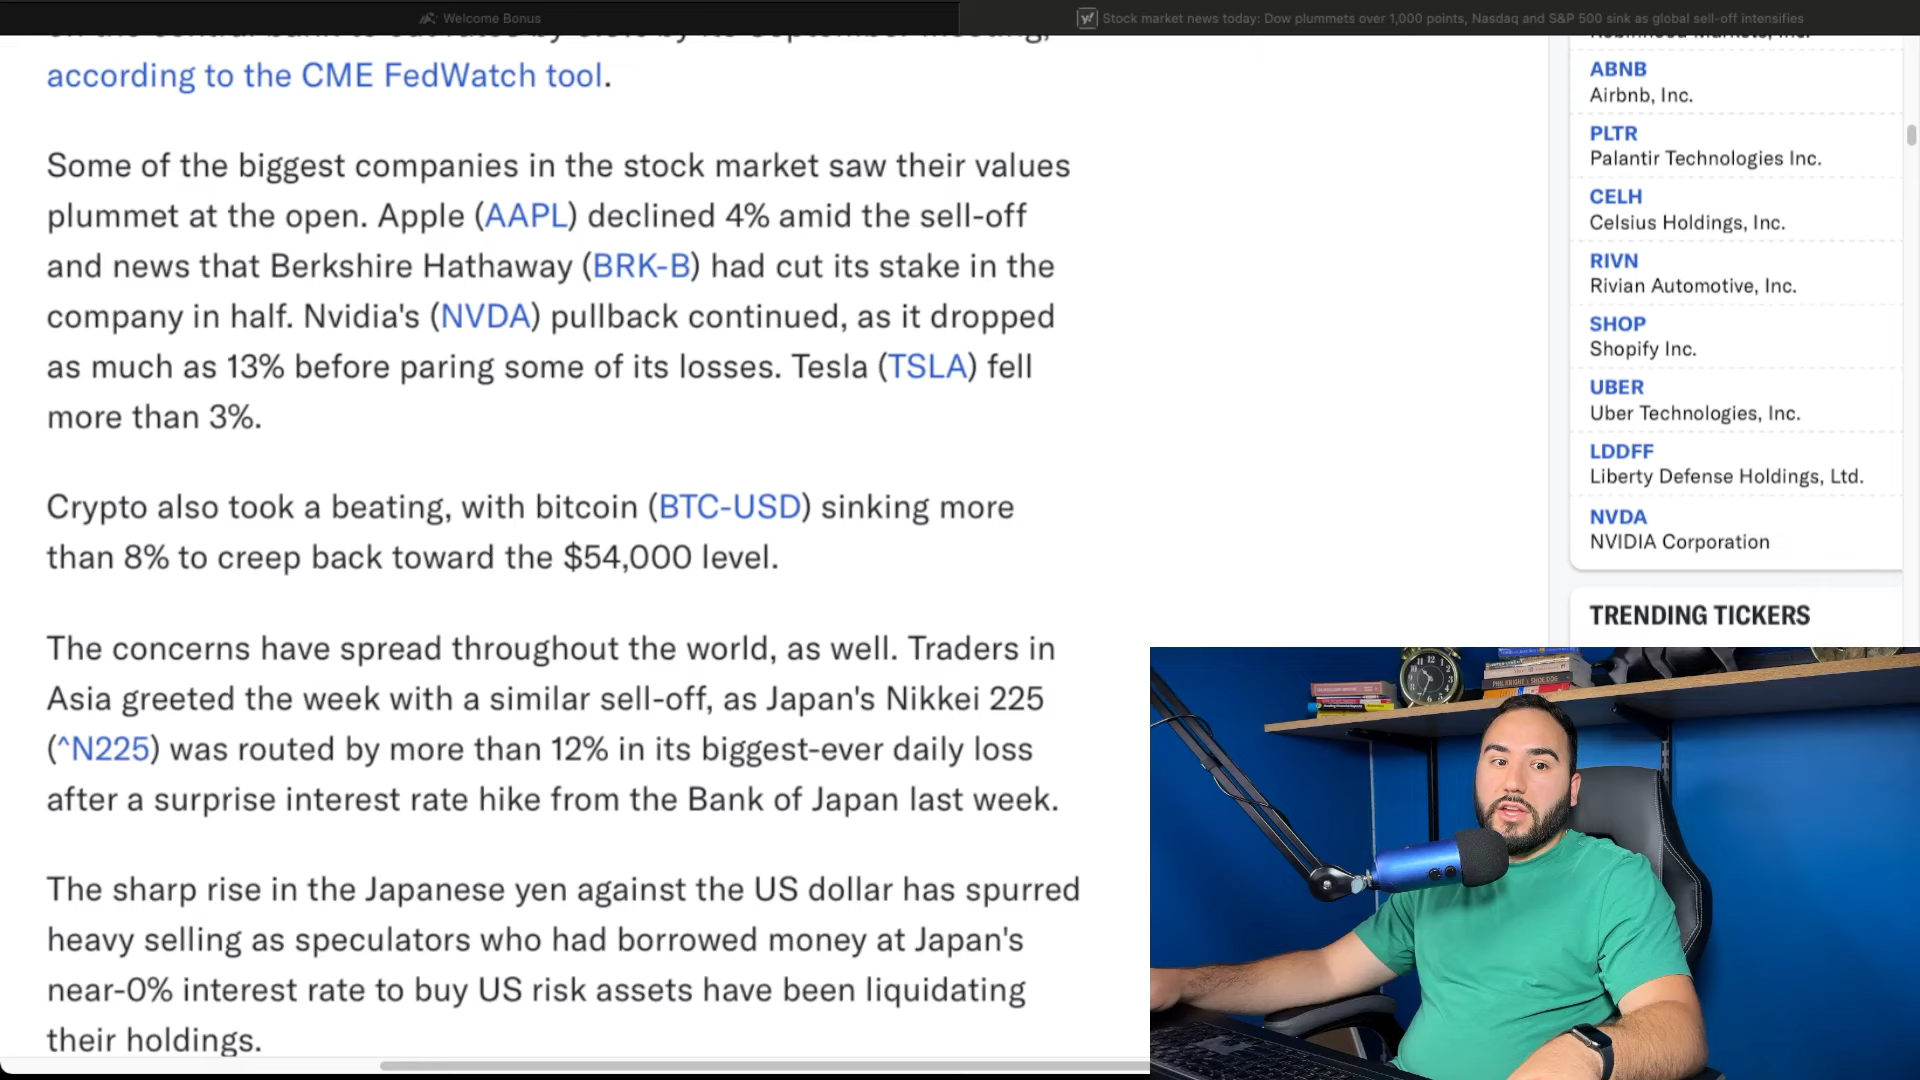 Welcome Bonus
Stock market news today: Dow plummets over 1,000 points, Nasdaq and S&P 500 sink as global sell-off intensifies
according to the CME FedWatch tool.
Some of the biggest companies in the stock market saw their values
plummet at the open. Apple (AAPL) declined 4% amid the sell-off
and news that Berkshire Hathaway (BRK-B) had cut its stake in the
company in half. Nvidia's (NVDA) pullback continued, as it dropped
as much as 13% before paring some of its losses. Tesla (TSLA) fell
more than 3%.
Crypto also took a beating, with bitcoin (BTC-USD) sinking more
than 8% to creep back toward the $54,000 level.
The concerns have spread throughout the world, as well. Traders in
Asia greeted the week with a similar sell-off, as Japan's Nikkei 225
(^N225) was routed by more than 12% in its biggest-ever daily loss
after a surprise interest rate hike from the Bank of Japan last week.
The sharp rise in the Japanese yen against the US dollar has spurred
heavy selling as speculators who had borrowed money at Japan's
near-0% interest rate to buy US risk assets have been liquidating
their holdings.
Robinhood Markets, Inc.
ABNB
Airbnb, Inc.
PLTR
Palantir Technologies Inc.
CELH
Celsius Holdings, Inc.
RIVN
Rivian Automotive, Inc.
SHOP
Shopify Inc.
UBER
Uber Technologies, Inc.
LDDFF
Liberty Defense Holdings, Ltd.
NVDA
NVIDIA Corporation
TRENDING TICKERS